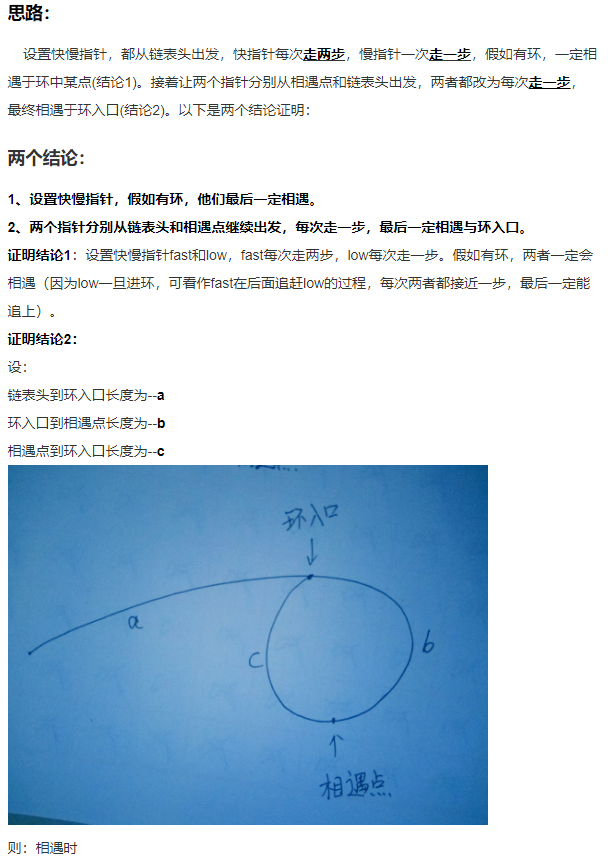 思路：
设置快慢指针，都从链表头出发，快指针每次走两步，慢指针一次走一步，假如有环，一定相
遇于环中某点(结论1)。接着让两个指针分别从相遇点和链表头出发，两者都改为每次走一步，
最终相遇于环入口(结论2)。以下是两个结论证明：
两个结论：
1、设置快慢指针，假如有环，他们最后一定相遇。
2、两个指针分别从链表头和相遇点继续出发，每次走一步，最后一定相遇与环入口。
证明结论1：设置快慢指针fast和low，fast每次走两步，low每次走一步。假如有环，两者一定会
相遇（因为low一旦进环，可看作fast在后面追赶low的过程，每次两者都接近一步，最后一定能
追上）。
证明结论2：
设：
链表头到环入口长度为--a
环入口到相遇点长度为--b
相遇点到环入口长度为--c
环入口
a
c
b
相遇点
则：相遇时